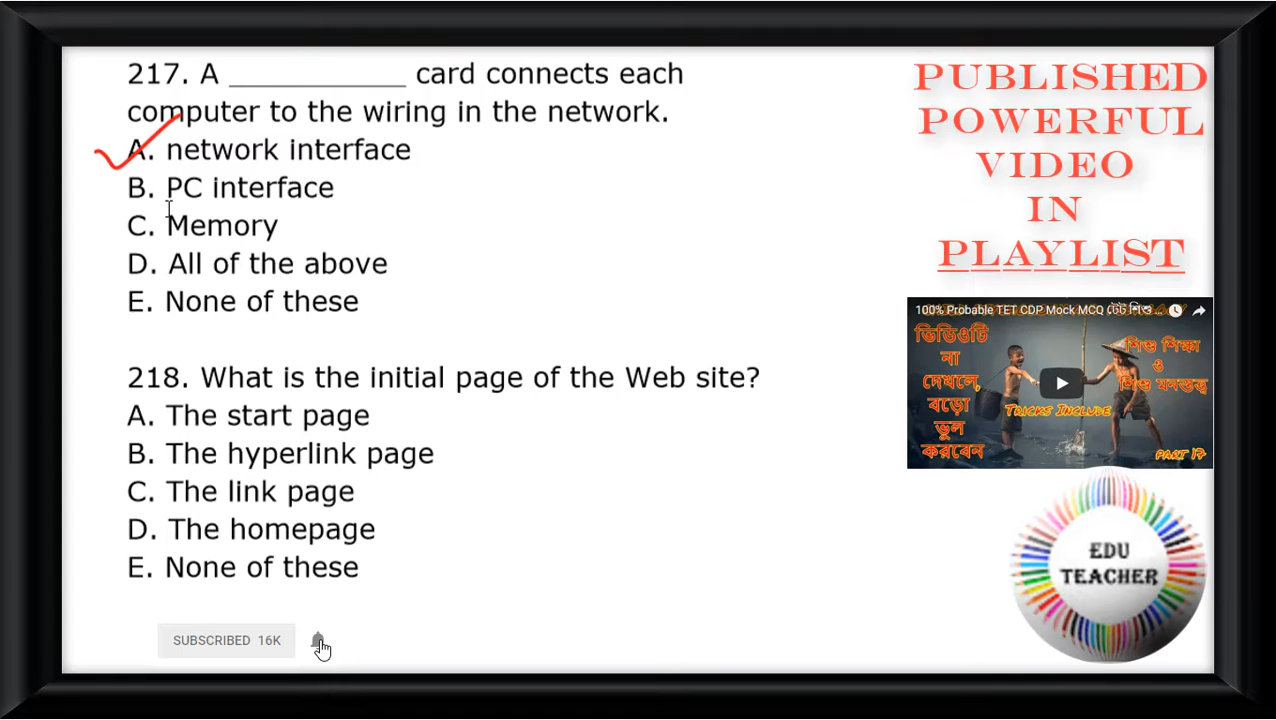 217. A ____________ card connects each
computer to the wiring in the network.
A. network interface
B. PC interface
C. Memory
D. All of the above
E. None of these
218. What is the initial page of the Web site?
A. The start page
B. The hyperlink page
C. The link page
D. The homepage
E. None of these
SUBSCRIBED 16K
PUBLISHED
POWERFUL
VIDEO
IN
PLAYLIST
100% Probable TET CDP Mock MCQ টেট শিশু...
ভিডিওটি
না
দেখলে,
বড়ো
ভুল
করবেন
শিশু শিক্ষা
ও
শিশু মনস্তত্ত্ব
TRICKS INCLUDE
PART 17
EDU
TEACHER